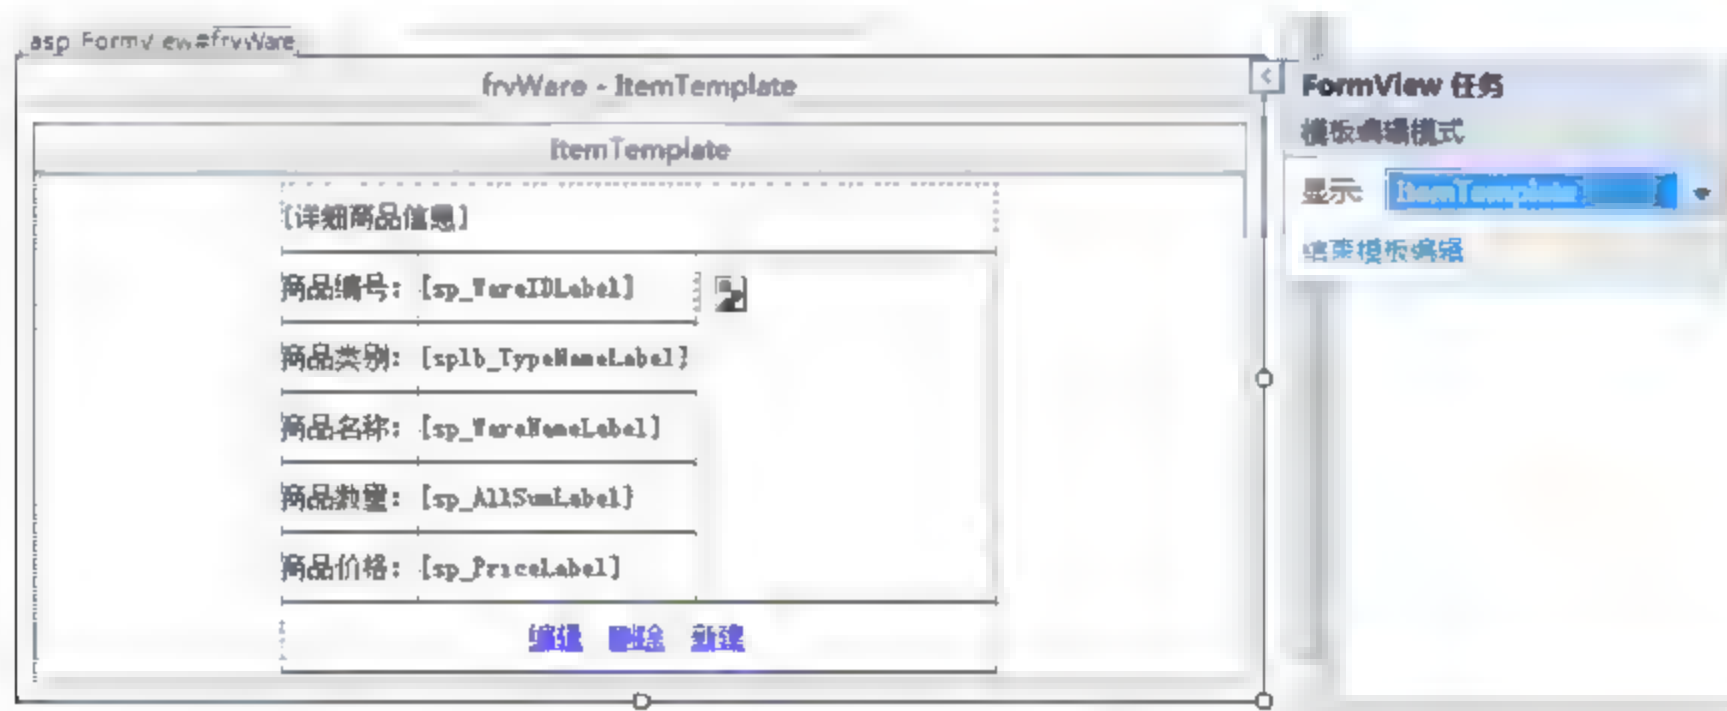 asp:FormView#frvWare
frvWare - ItemTemplate
ItemTemplate
[详细商品信息]
商品编号: [sp_WareIDLabel]
商品类别: [splb_TypeNameLabel]
商品名称: [sp_WareNameLabel]
商品数量: [sp_AllSumLabel]
商品价格: [sp_PriceLabel]
编辑 删除 新建
FormView 任务
模板编辑模式
显示 ItemTemplate
结束模板编辑